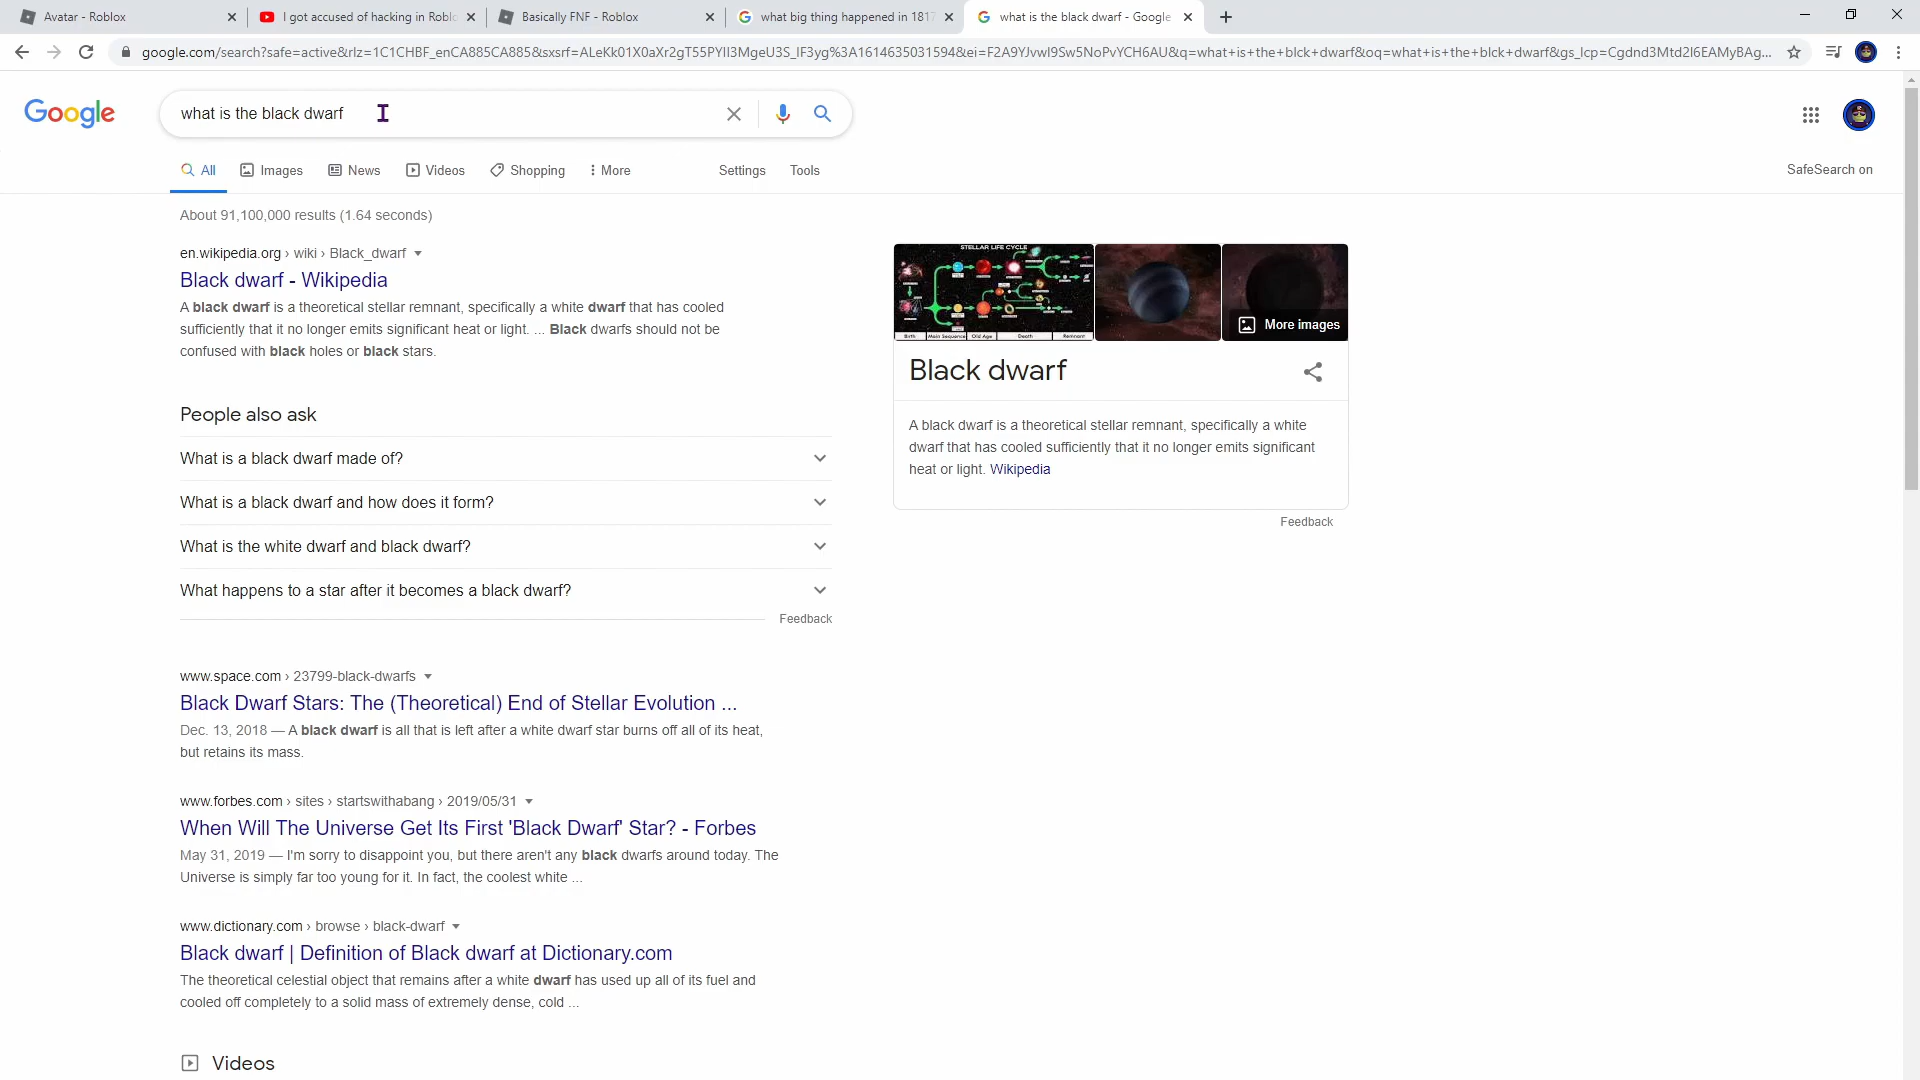 Avatar - Roblox
I got accused of hacking in Roblo
Basically FNF - Roblox
what big thing happened in 1817
what is the black dwarf - Google
google.com/search?safe=active&rlz=1C1CHBF_enCA885CA885&sxsrf=ALeKk01X0aXr2gT55PYlI3MgeU3S_IF3yg%3A1614635031594&ei=F2A9YJvwI9Sw5NoPvYCH6AU&q=what+is+the+blck+dwarf&oq=what+is+the+blck+dwarf&gs_lcp=Cgdnd3Mtd2l6EAMyBAg...
Google
what is the black dwarf
All
Images
News
Videos
Shopping
More
Settings
Tools
SafeSearch on
About 91,100,000 results (1.64 seconds)
en.wikipedia.org › wiki › Black_dwarf
Black dwarf - Wikipedia
A black dwarf is a theoretical stellar remnant, specifically a white dwarf that has cooled
sufficiently that it no longer emits significant heat or light. ... Black dwarfs should not be
confused with black holes or black stars.
People also ask
What is a black dwarf made of?
What is a black dwarf and how does it form?
What is the white dwarf and black dwarf?
What happens to a star after it becomes a black dwarf?
Feedback
www.space.com › 23799-black-dwarfs
Black Dwarf Stars: The (Theoretical) End of Stellar Evolution ...
Dec. 13, 2018 — A black dwarf is all that is left after a white dwarf star burns off all of its heat,
but retains its mass.
www.forbes.com › sites › startswithabang › 2019/05/31
When Will The Universe Get Its First 'Black Dwarf' Star? - Forbes
May 31, 2019 — I'm sorry to disappoint you, but there aren't any black dwarfs around today. The
Universe is simply far too young for it. In fact, the coolest white ...
www.dictionary.com › browse › black-dwarf
Black dwarf | Definition of Black dwarf at Dictionary.com
The theoretical celestial object that remains after a white dwarf has used up all of its fuel and
cooled off completely to a solid mass of extremely dense, cold ...
Videos
STELLAR LIFE CYCLE
Birth
Main Sequence
Old Age
Death
Remnant
More images
Black dwarf
A black dwarf is a theoretical stellar remnant, specifically a white
dwarf that has cooled sufficiently that it no longer emits significant
heat or light. Wikipedia
Feedback